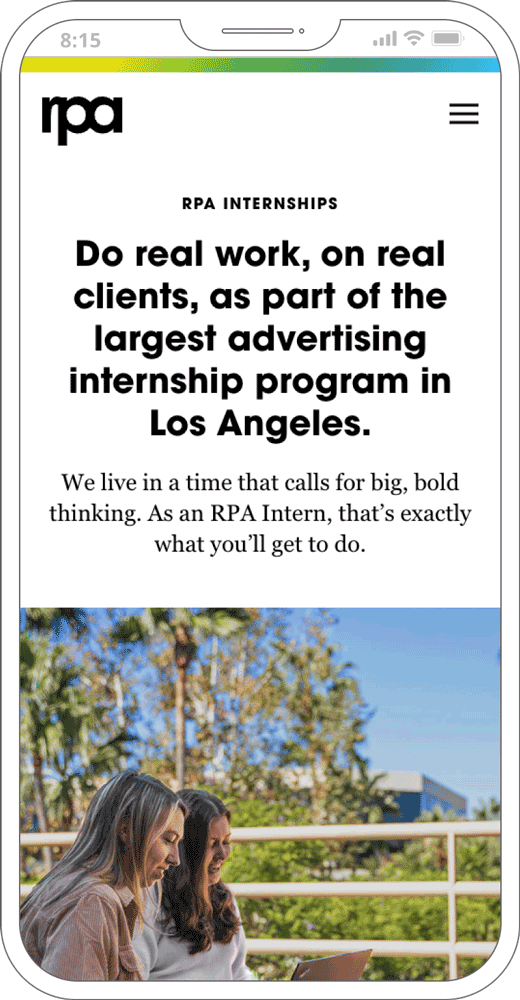 8:15
rpa
RPA INTERNSHIPS
Do real work, on real
clients, as part of the
largest advertising
internship program in
Los Angeles.
We live in a time that calls for big, bold
thinking. As an RPA Intern, that’s exactly
what you’ll get to do.